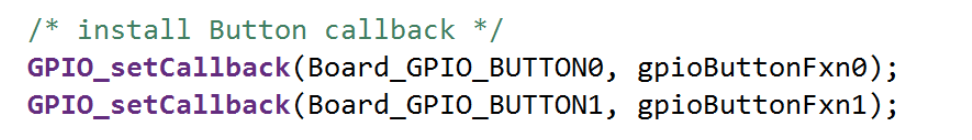 /* install Button callback */
GPIO_setCallback(Board_GPIO_BUTTON0, gpioButtonFxn0);
GPIO_setCallback(Board_GPIO_BUTTON1, gpioButtonFxn1);